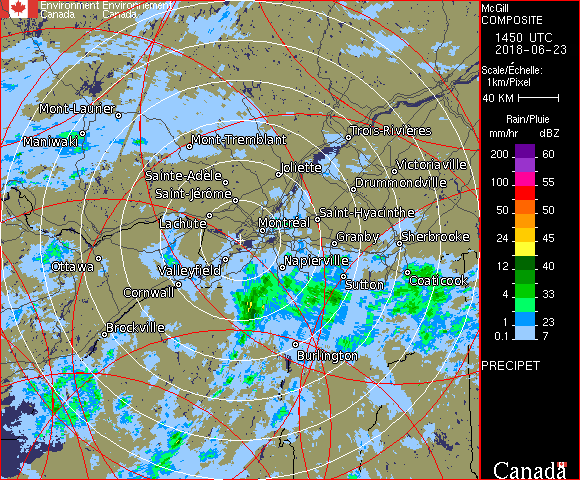 Environment Environnement
Canada Canada
McGill
COMPOSITE
1450 UTC
2018-06-23
Scale/Échelle:
1km/Pixel
40 KM
Rain/Pluie
mm/hr dBZ
200 60
100 55
50 50
24 45
12 40
4 33
1 23
0.1 7
PRECIPET
Canada
Mont-Laurier
Maniwaki
Mont-Tremblant
Trois-Rivières
Sainte-Adèle
Joliette
Victoriaville
Saint-Jérôme
Drummondville
Lachute
Montréal
Saint-Hyacinthe
Granby
Sherbrooke
Ottawa
Valleyfield
Napierville
Sutton
Coaticook
Cornwall
Brockville
Burlington